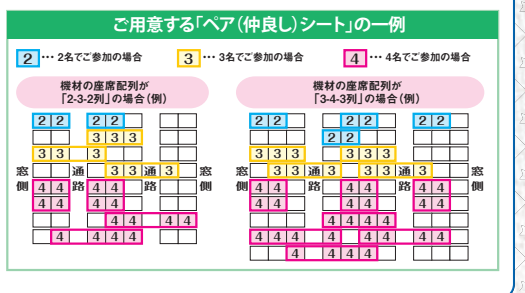 ご用意する「ペア(仲良し)シート」の一例
2 ••• 2名でご参加の場合 3 ••• 3名でご参加の場合 4 ••• 4名でご参加の場合
機材の座席配列が
「2-3-2列」の場合(例)
2 2 2 2
3 3 3
3 3 3
3 3 3
4 4 4 4
4 4 4 4
4 4 4 4
4 4 4 4
窓側 通路 通路 窓側
機材の座席配列が
「3-4-3列」の場合(例)
2 2 2 2 2 2
2 2
3 3 3 3 3 3
3 3 3 3 3 3
4 4 4 4 4 4
4 4 4 4 4 4
4 4 4 4
4 4 4 4 4 4 4 4
4 4 4 4
窓側 通路 通路 窓側